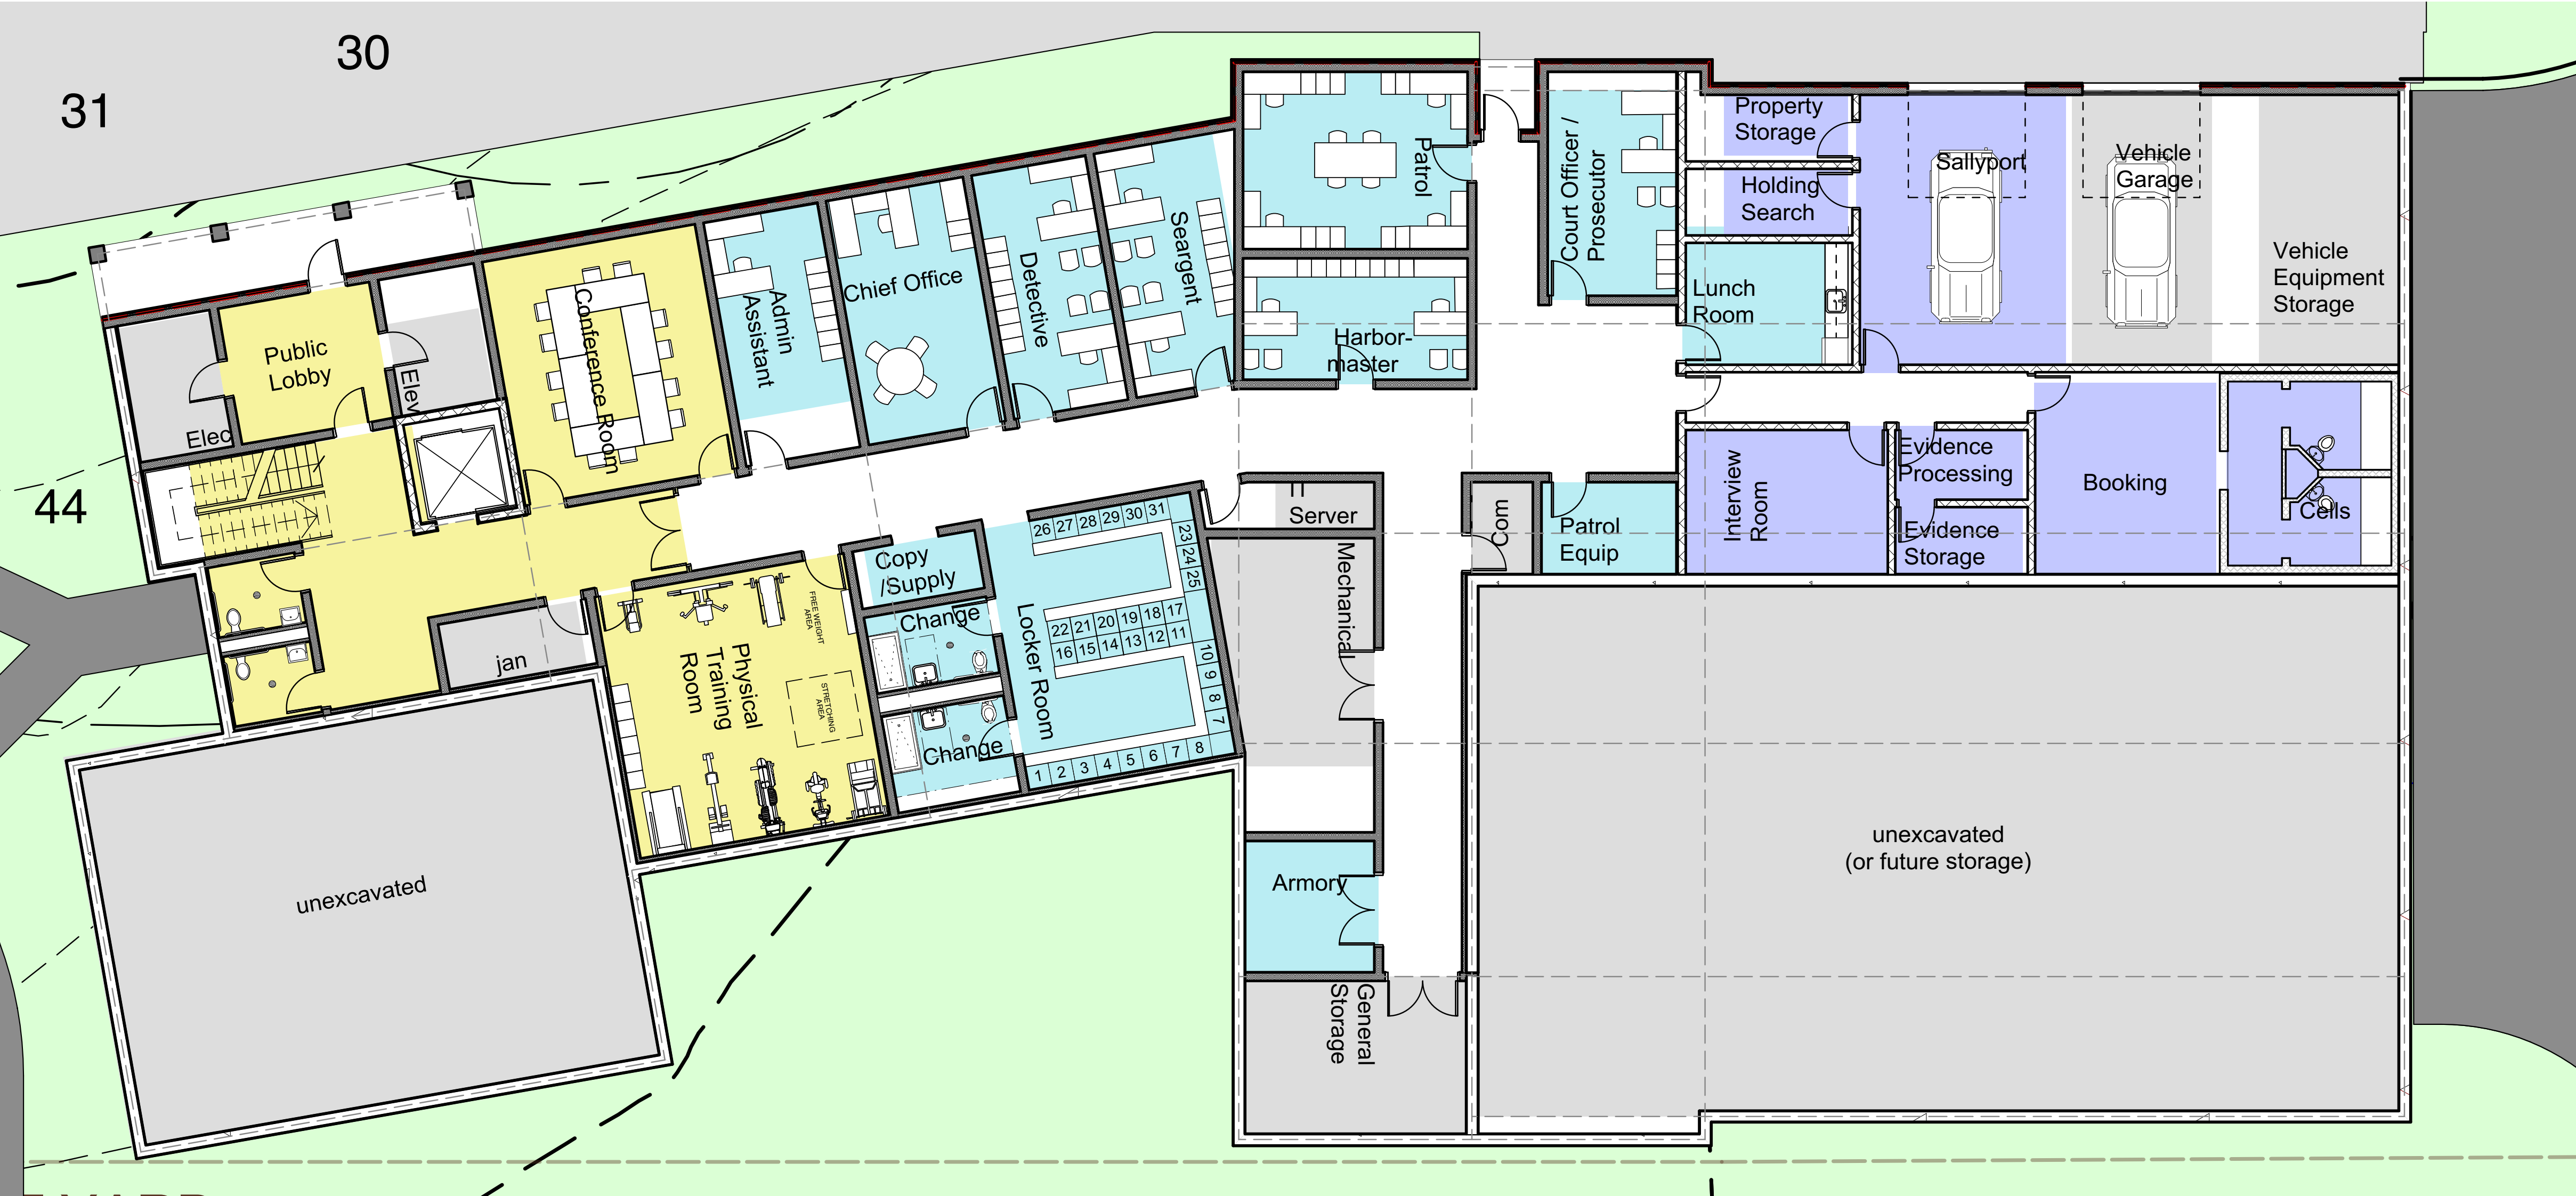 30
31
44
Public
Lobby
Elec
Elev
Conference Room
Admin
Assistant
Chief Office
Detective
Seargent
Patrol
Harbor-
master
Court Officer /
Prosecutor
Property
Storage
Holding
Search
Lunch
Room
Sallyport
Vehicle
Garage
Vehicle
Equipment
Storage
Interview
Room
Evidence
Processing
Evidence
Storage
Booking
Cells
Server
Com
Patrol
Equip
Mechanical
Armory
General
Storage
Copy
/Supply
Change
Change
Locker Room
26 27 28 29 30 31
23
24
25
22 21 20 19 18 17
16 15 14 13 12 11
10
9
8
7
1 2 3 4 5 6 7 8
Physical
Training
Room
FREE WEIGHT
AREA
STRETCHING
AREA
jan
unexcavated
unexcavated
(or future storage)